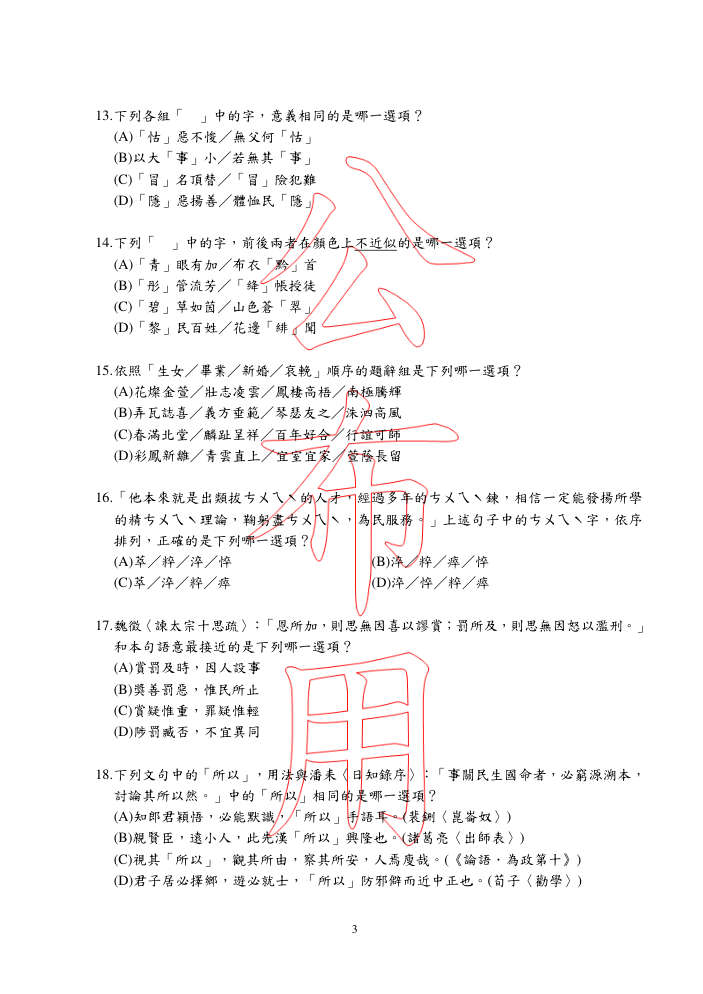 13.下列各組「　」中的字，意義相同的是哪一選項？
(A)「怙」惡不悛／無父何「怙」
(B)以大「事」小／若無其「事」
(C)「冒」名頂替／「冒」險犯難
(D)「隱」惡揚善／體恤民「隱」
14.下列「　」中的字，前後兩者在顏色上不近似的是哪一選項？
(A)「青」眼有加／布衣「黔」首
(B)「彤」管流芳／「絳」帳授徒
(C)「碧」草如茵／山色蒼「翠」
(D)「黎」民百姓／花邊「緋」聞
15.依照「生女／畢業／新婚／哀輓」順序的題辭組是下列哪一選項？
(A)花燦金萱／壯志凌雲／鳳棲高梧／南極騰輝
(B)弄瓦誌喜／義方垂範／琴瑟友之／洙泗高風
(C)春滿北堂／麟趾呈祥／百年好合／行誼可師
(D)彩鳳新雛／青雲直上／宜室宜家／萱蔭長留
16.「他本來就是出類拔ㄘㄨㄟˋ的人才，經過多年的ㄘㄨㄟˋ鍊，相信一定能發揚所學
的精ㄘㄨㄟˋ理論，鞠躬盡ㄘㄨㄟˋ，為民服務。」上述句子中的ㄘㄨㄟˋ字，依序
排列，正確的是下列哪一選項？
(A)萃／粹／淬／悴 (B)淬／粹／瘁／悴
(C)萃／淬／粹／瘁 (D)淬／悴／粹／瘁
17.魏徵〈諫太宗十思疏〉：「恩所加，則思無因喜以謬賞；罰所及，則思無因怒以濫刑。」
和本句語意最接近的是下列哪一選項？
(A)賞罰及時，因人設事
(B)獎善罰惡，惟民所止
(C)賞疑惟重，罪疑惟輕
(D)陟罰臧否，不宜異同
18.下列文句中的「所以」，用法與潘耒〈日知錄序〉：「事關民生國命者，必窮源溯本，
討論其所以然。」中的「所以」相同的是哪一選項？
(A)知郎君穎悟，必能默識，「所以」手語耳。(裴鉶〈崑崙奴〉)
(B)親賢臣，遠小人，此先漢「所以」興隆也。(諸葛亮〈出師表〉)
(C)視其「所以」，觀其所由，察其所安，人焉廋哉。(《論語．為政第十》)
(D)君子居必擇鄉，遊必就士，「所以」防邪僻而近中正也。(荀子〈勸學〉)
公布用
3